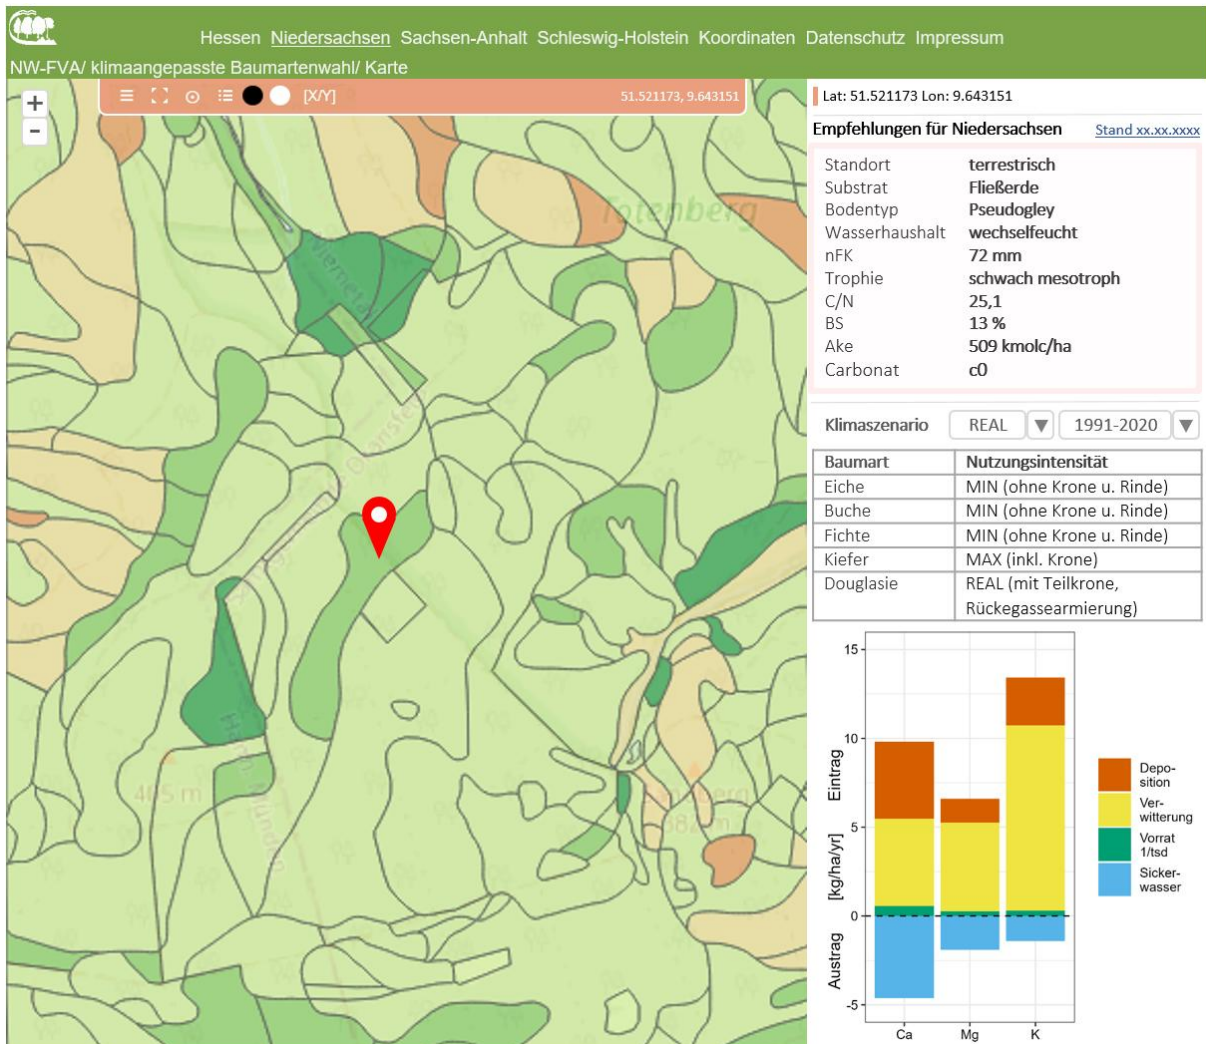 Hessen Niedersachsen Sachsen-Anhalt Schleswig-Holstein Koordinaten Datenschutz Impressum
NW-FVA/ klimaangepasste Baumartenwahl/ Karte
+
-
[X/Y]
51.521173, 9.643151
Totenberg
Niemetal
405 m
Hann. Münden
Lat: 51.521173 Lon: 9.643151
Empfehlungen für Niedersachsen Stand xx.xx.xxxx
Standort terrestrisch
Substrat Fließerde
Bodentyp Pseudogley
Wasserhaushalt wechselfeucht
nFK 72 mm
Trophie schwach mesotroph
C/N 25,1
BS 13 %
Ake 509 kmolc/ha
Carbonat c0
Klimaszenario REAL ▼ 1991-2020 ▼
Baumart Nutzungsintensität
Eiche MIN (ohne Krone u. Rinde)
Buche MIN (ohne Krone u. Rinde)
Fichte MIN (ohne Krone u. Rinde)
Kiefer MAX (inkl. Krone)
Douglasie REAL (mit Teilkrone,
Rückegassearmierung)
15
10
5
0
-5
Austrag [kg/ha/yr] Eintrag
Ca Mg K
Depo-
sition
Ver-
witterung
Vorrat
1/tsd
Sicker-
wasser